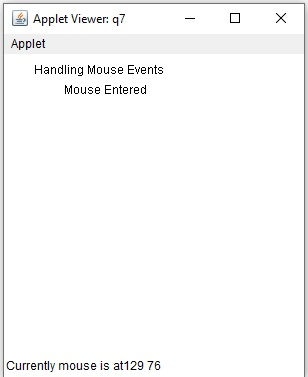 Applet Viewer: q7
Applet
Handling Mouse Events
Mouse Entered
Currently mouse is at129 76